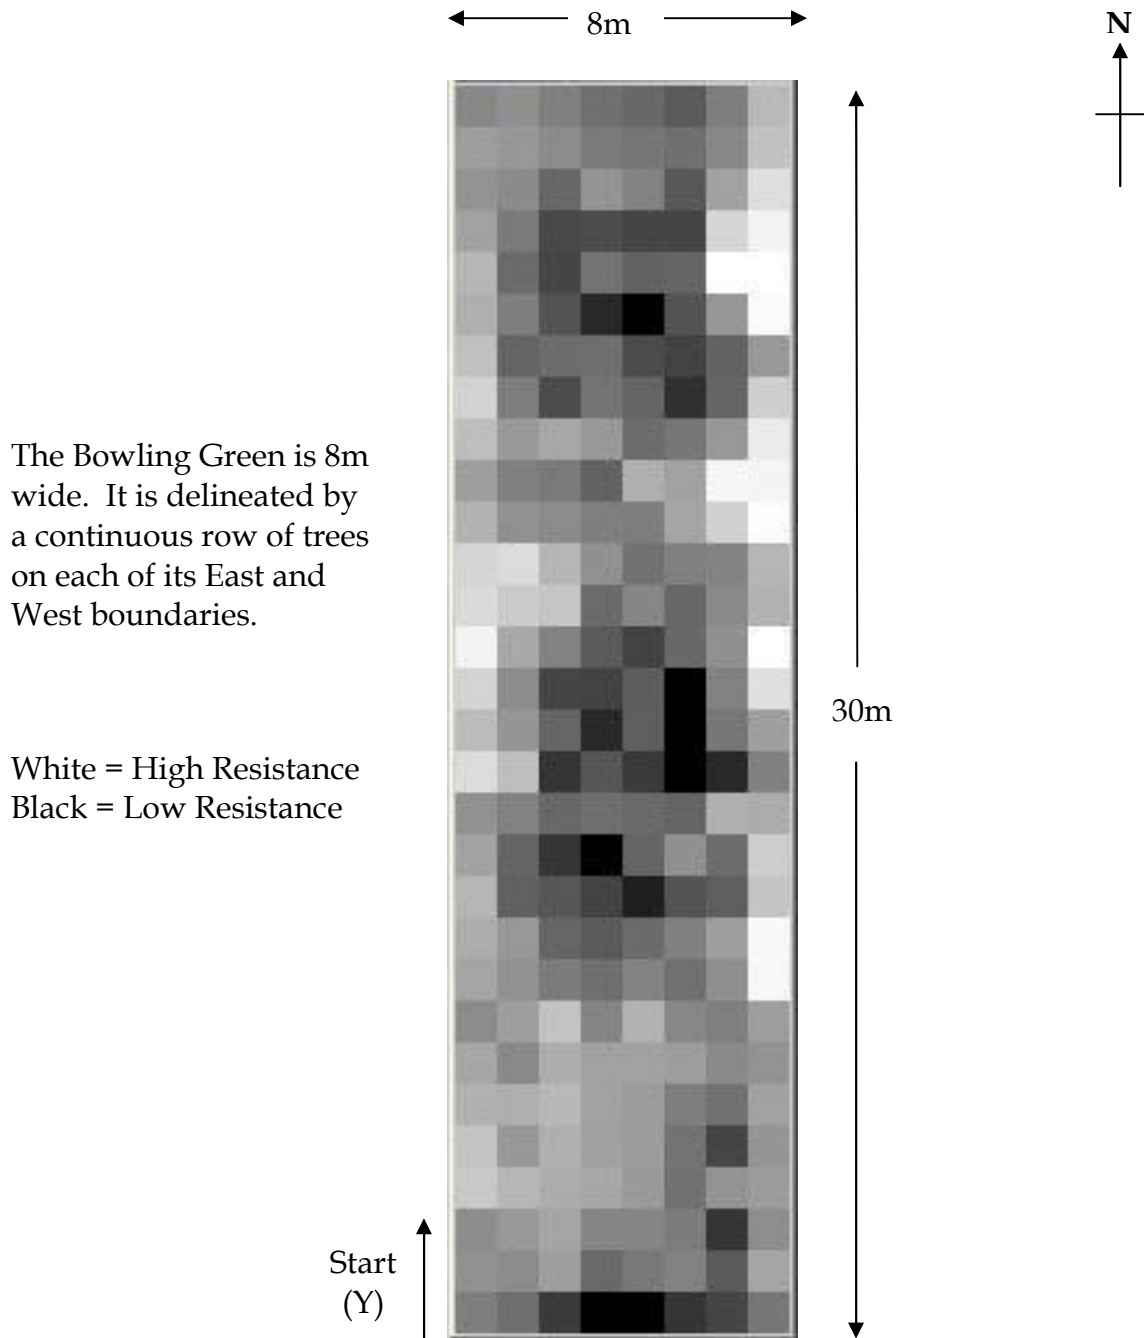 8m
N
The Bowling Green is 8m
wide. It is delineated by
a continuous row of trees
on each of its East and
West boundaries.
30m
White = High Resistance
Black = Low Resistance
Start
(Y)